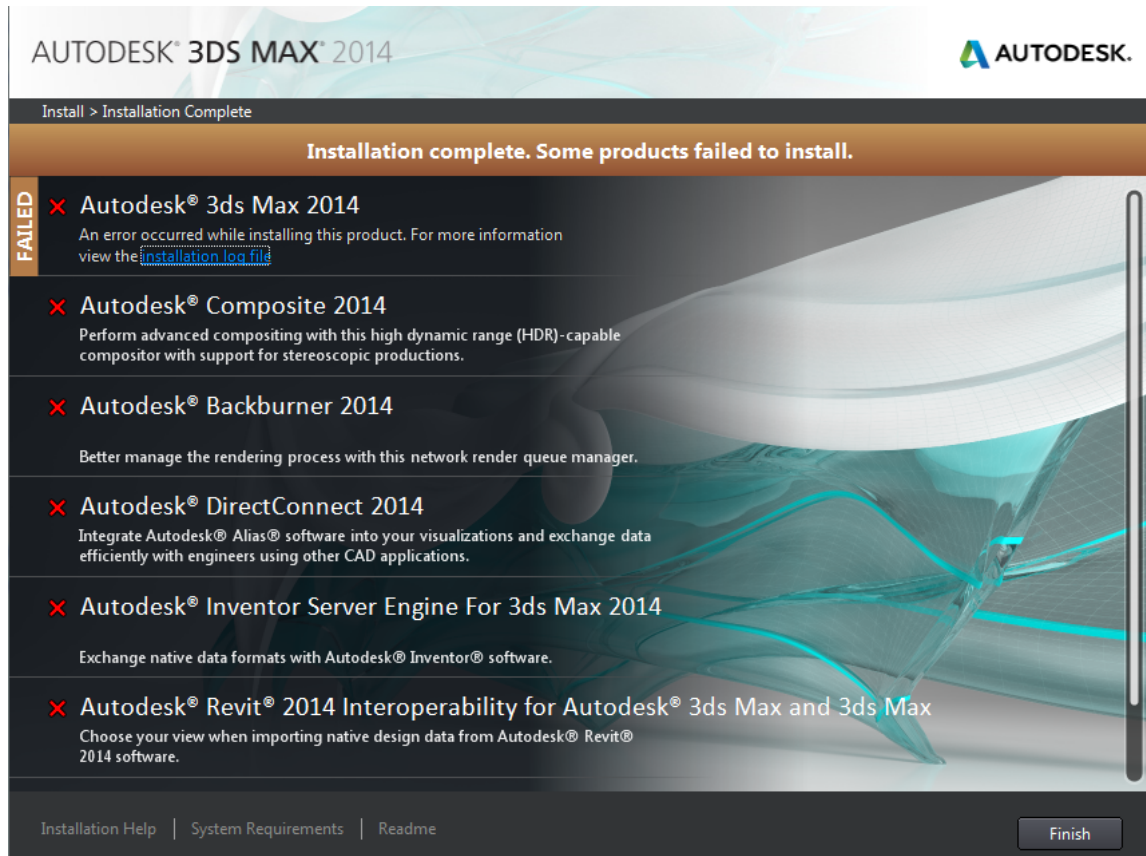 AUTODESK® 3DS MAX® 2014
AUTODESK.
Install > Installation Complete
Installation complete. Some products failed to install.
FAILED
Autodesk® 3ds Max 2014
An error occurred while installing this product. For more information
view the installation log file
Autodesk® Composite 2014
Perform advanced compositing with this high dynamic range (HDR)-capable
compositor with support for stereoscopic productions.
Autodesk® Backburner 2014
Better manage the rendering process with this network render queue manager.
Autodesk® DirectConnect 2014
Integrate Autodesk® Alias® software into your visualizations and exchange data
efficiently with engineers using other CAD applications.
Autodesk® Inventor Server Engine For 3ds Max 2014
Exchange native data formats with Autodesk® Inventor® software.
Autodesk® Revit® 2014 Interoperability for Autodesk® 3ds Max and 3ds Max
Choose your view when importing native design data from Autodesk® Revit®
2014 software.
Installation Help | System Requirements | Readme
Finish